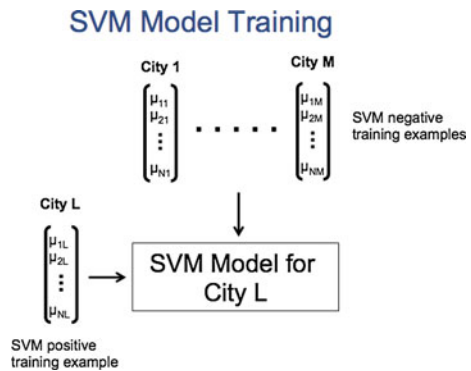 SVM Model Training
City 1
City M
μ11
μ21
⋮
μN1
. . . . .
μ1M
μ2M
⋮
μNM
SVM negative
training examples
City L
μ1L
μ2L
⋮
μNL
SVM Model for
City L
SVM positive
training example